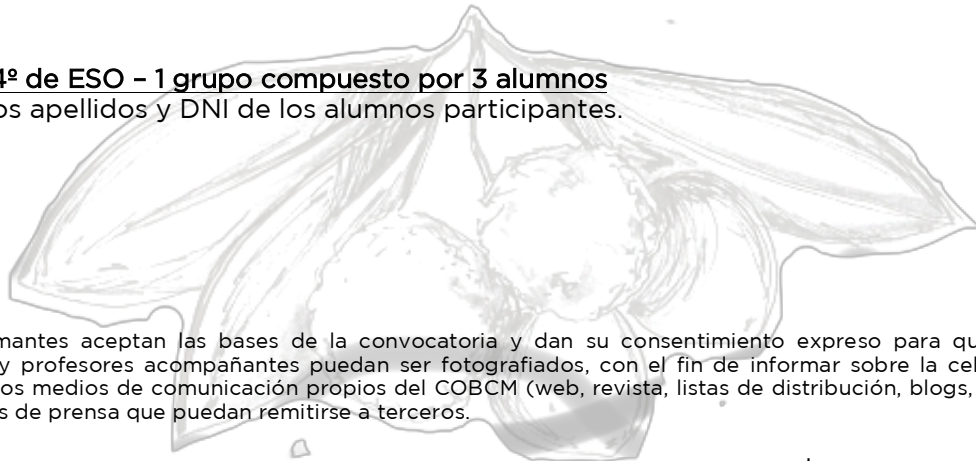 4º de ESO – 1 grupo compuesto por 3 alumnos
os apellidos y DNI de los alumnos participantes.
mantes aceptan las bases de la convocatoria y dan su consentimiento expreso para qu
y profesores acompañantes puedan ser fotografiados, con el fin de informar sobre la cel
os medios de comunicación propios del COBCM (web, revista, listas de distribución, blogs,
s de prensa que puedan remitirse a terceros.